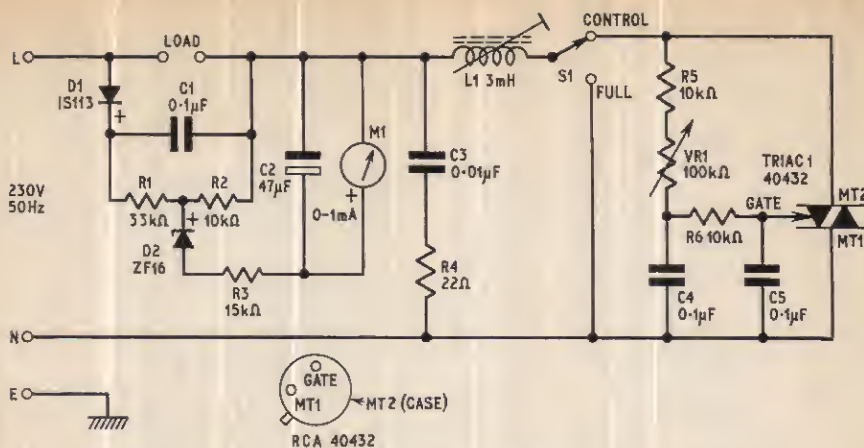 L
LOAD
CONTROL
D1
IS113
C1
0·1µF
+
L1 3mH
S1
FULL
R5
10kΩ
230V
50Hz
R1
33kΩ
R2
10kΩ
+
C2
47µF
M1
+
0-1mA
C3
0·01µF
VR1
100kΩ
TRIAC 1
40432
GATE
MT2
MT1
D2
ZF16
R3
15kΩ
R4
22Ω
R6 10kΩ
C4
0·1µF
C5
0·1µF
N
E
GATE
MT1
MT2 (CASE)
RCA 40432